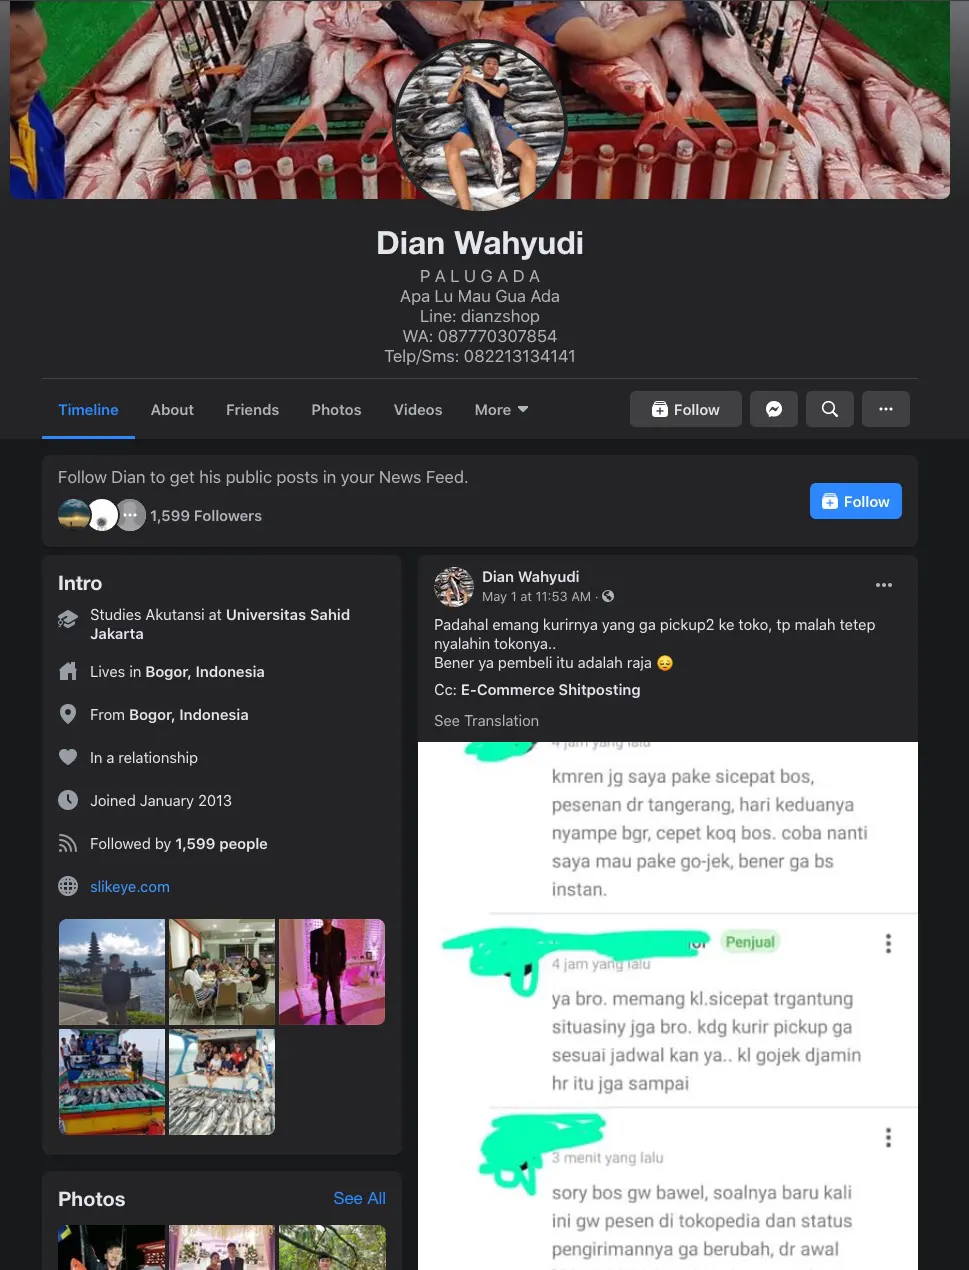 Dian Wahyudi
P A L U G A D A
Apa Lu Mau Gua Ada
Line: dianzshop
WA: 087770307854
Telp/Sms: 082213134141
Timeline About Friends Photos Videos More Follow
Follow Dian to get his public posts in your News Feed.
1,599 Followers
Follow
Intro
Studies Akutansi at Universitas Sahid
Jakarta
Lives in Bogor, Indonesia
From Bogor, Indonesia
In a relationship
Joined January 2013
Followed by 1,599 people
slikeye.com
Photos See All
Dian Wahyudi
May 1 at 11:53 AM ·
Padahal emang kurirnya yang ga pickup2 ke toko, tp malah tetep
nyalahin tokonya..
Bener ya pembeli itu adalah raja 😔
Cc: E-Commerce Shitposting
See Translation
4 jam yang lalu
kmren jg saya pake sicepat bos,
pesenan dr tangerang, hari keduanya
nyampe bgr, cepet koq bos. coba nanti
saya mau pake go-jek, bener ga bs
instan.
Penjual
4 jam yang lalu
ya bro. memang kl.sicepat trgantung
situasiny jga bro. kdg kurir pickup ga
sesuai jadwal kan ya.. kl gojek djamin
hr itu jga sampai
3 menit yang lalu
sory bos gw bawel, soalnya baru kali
ini gw pesen di tokopedia dan status
pengirimannya ga berubah, dr awal